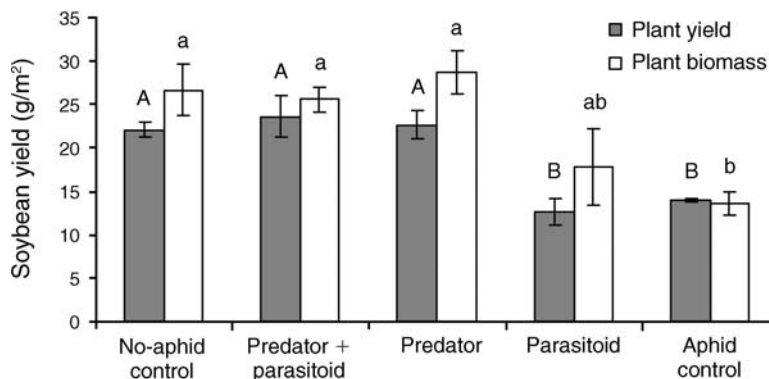 Soybean yield (g/m²)
35
30
25
20
15
10
5
0
Plant yield
Plant biomass
A a
A a
A a
B ab
B b
No-aphid
control
Predator +
parasitoid
Predator
Parasitoid
Aphid
control